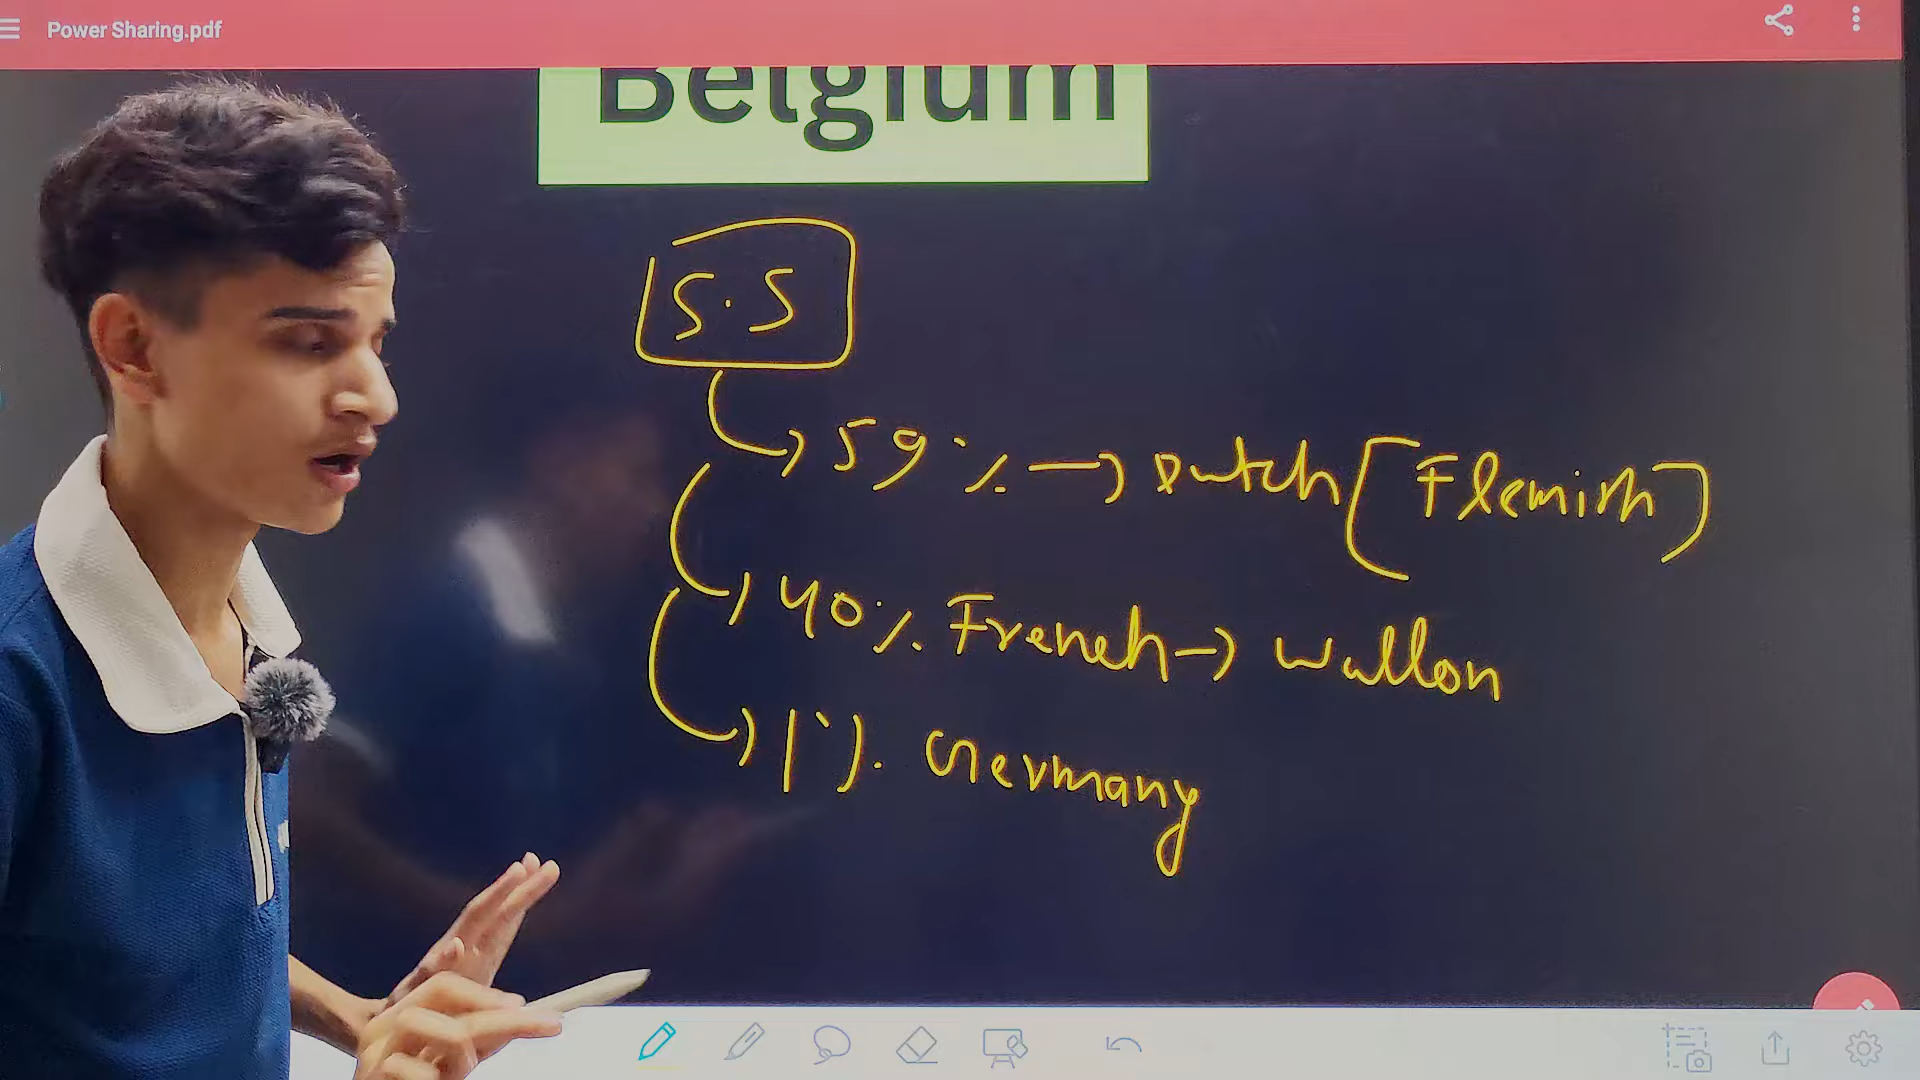 Power Sharing.pdf
Belgium
S.S
59% → Dutch (Flemish)
40% French → Wallon
1%. Germany